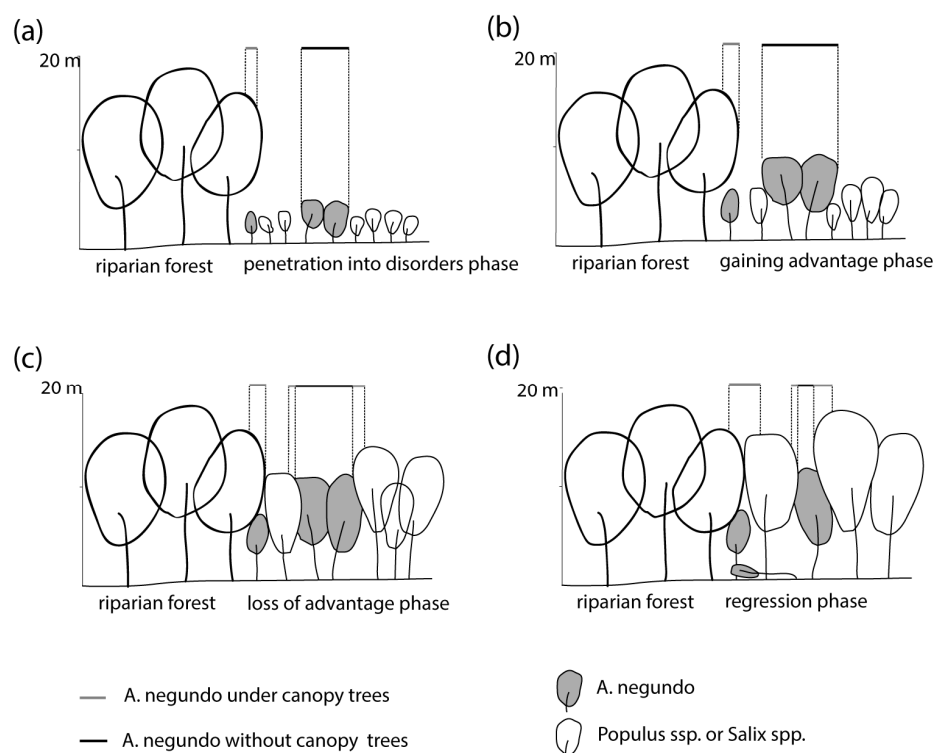 (a)
20 m
riparian forest
penetration into disorders phase
(b)
20 m
riparian forest
gaining advantage phase
(c)
20 m
riparian forest
loss of advantage phase
(d)
20 m
riparian forest
regression phase
A. negundo under canopy trees
A. negundo without canopy trees
A. negundo
Populus ssp. or Salix spp.